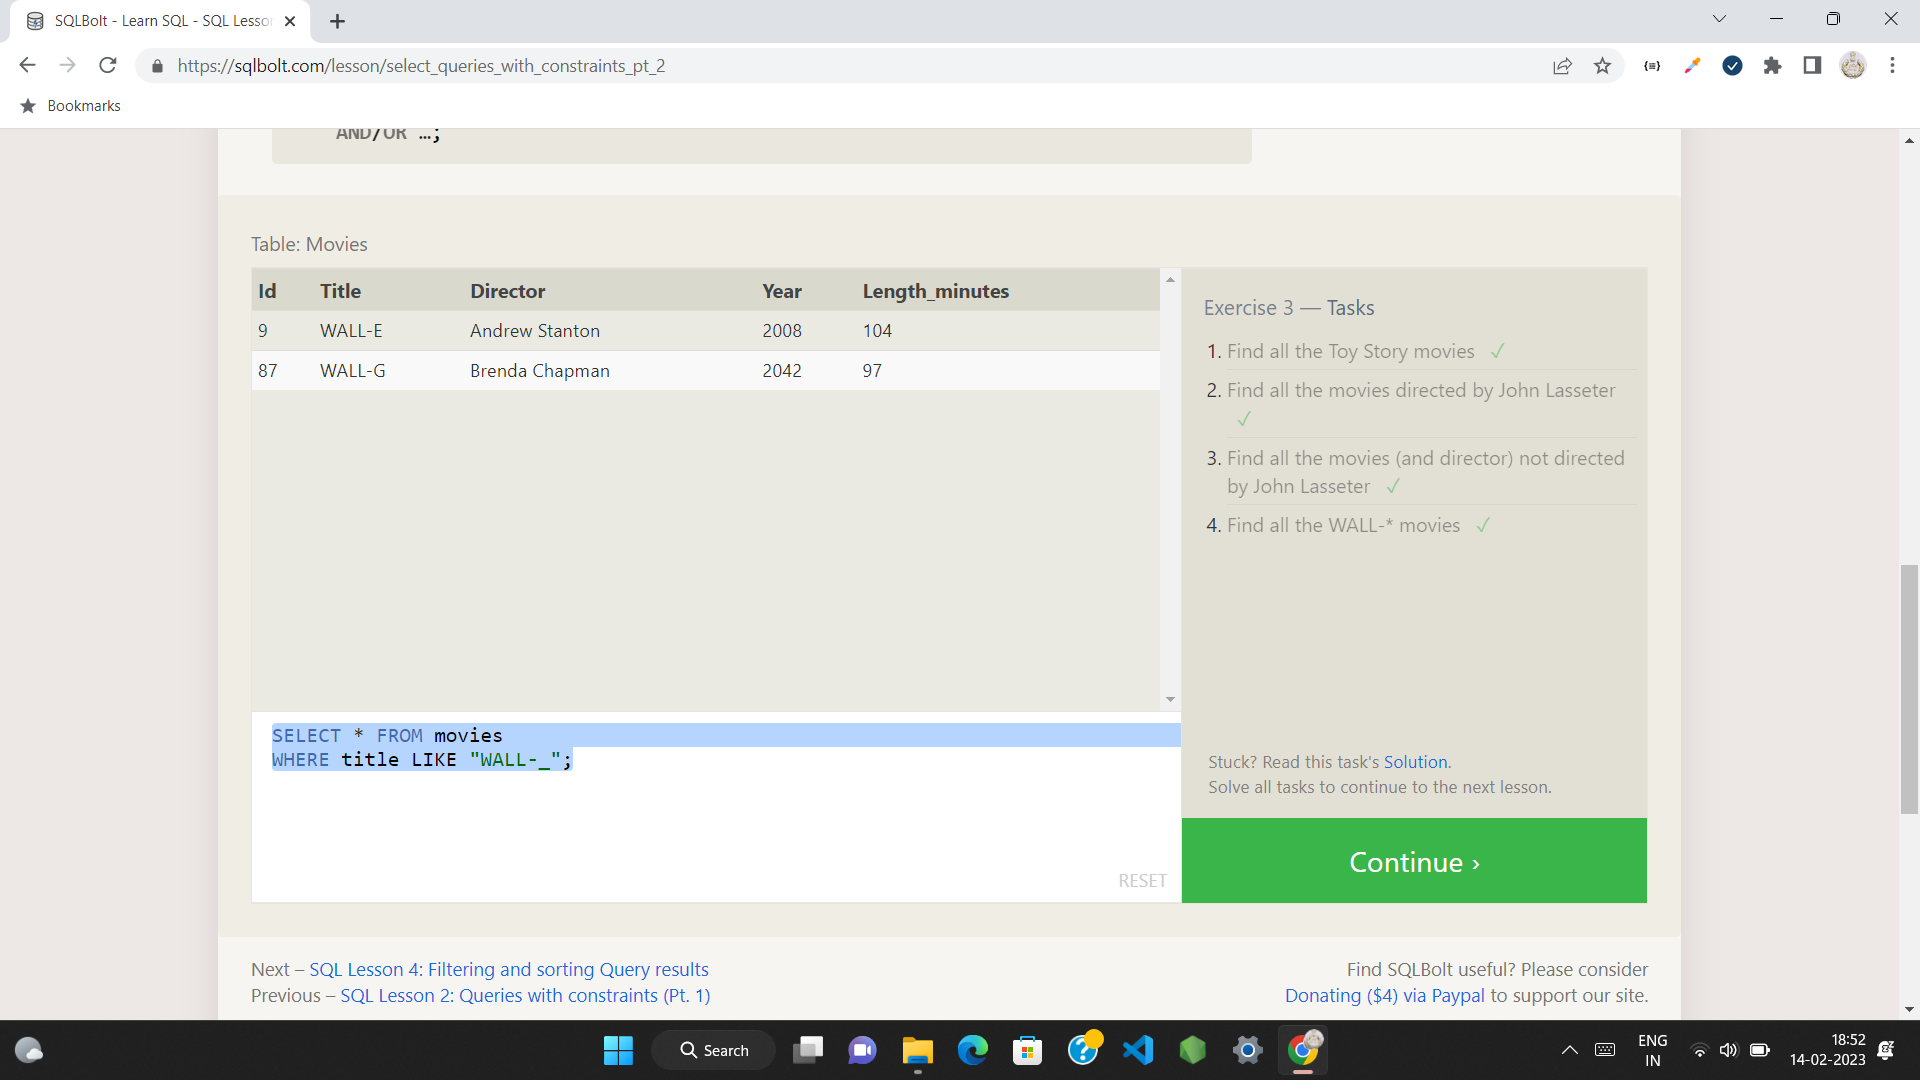 SQLBolt - Learn SQL - SQL Lesso
https://sqlbolt.com/lesson/select_queries_with_constraints_pt_2
Bookmarks
AND/OR …;
Table: Movies
Id Title Director Year Length_minutes
9 WALL-E Andrew Stanton 2008 104
87 WALL-G Brenda Chapman 2042 97
Exercise 3 — Tasks
1. Find all the Toy Story movies ✓
2. Find all the movies directed by John Lasseter
✓
3. Find all the movies (and director) not directed
by John Lasseter ✓
4. Find all the WALL-* movies ✓
SELECT * FROM movies
WHERE title LIKE "WALL-_";
RESET
Stuck? Read this task's Solution.
Solve all tasks to continue to the next lesson.
Continue ›
Next – SQL Lesson 4: Filtering and sorting Query results
Previous – SQL Lesson 2: Queries with constraints (Pt. 1)
Find SQLBolt useful? Please consider
Donating ($4) via Paypal to support our site.
Search
ENG
IN
18:52
14-02-2023